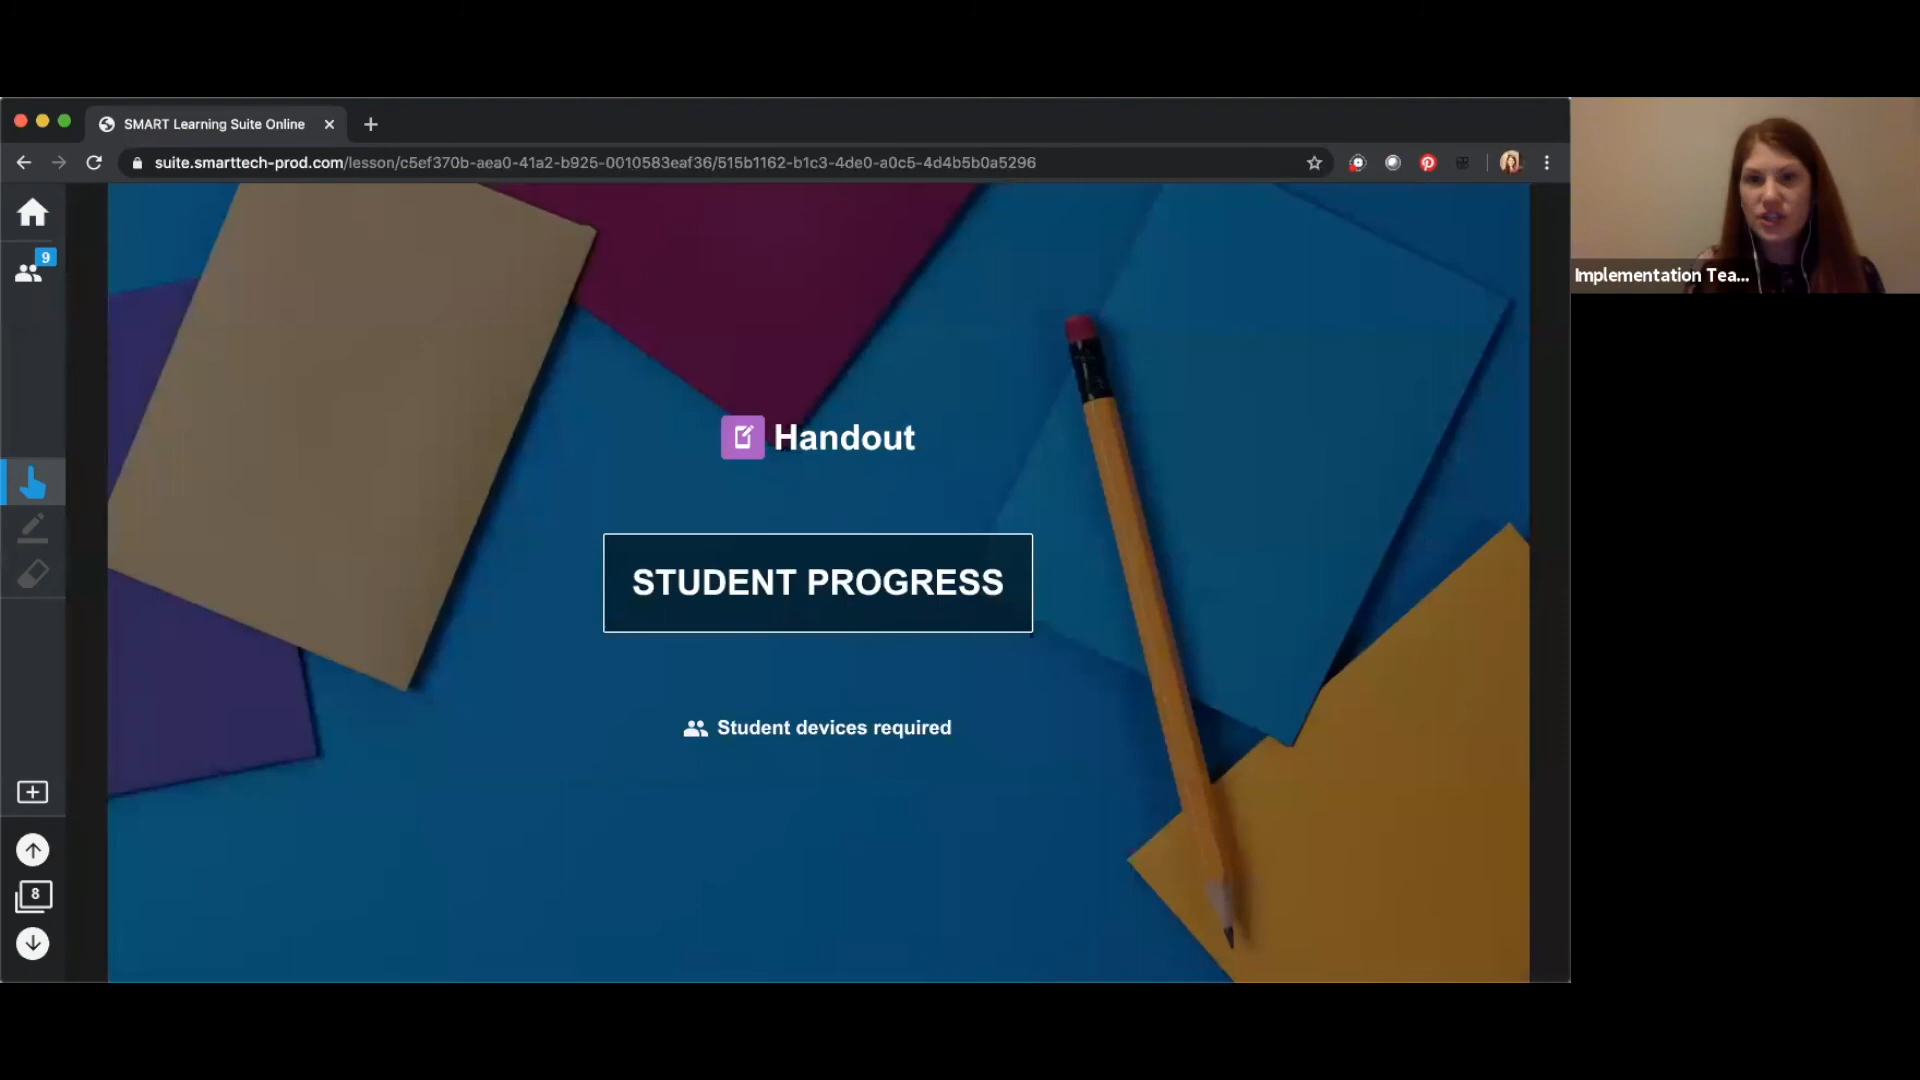 SMART Learning Suite Online
suite.smarttech-prod.com/lesson/c5ef370b-aea0-41a2-b925-0010583eaf36/515b1162-b1c3-4de0-a0c5-4d4b5b0a5296
9
Implementation Tea...
Handout
STUDENT PROGRESS
Student devices required
8